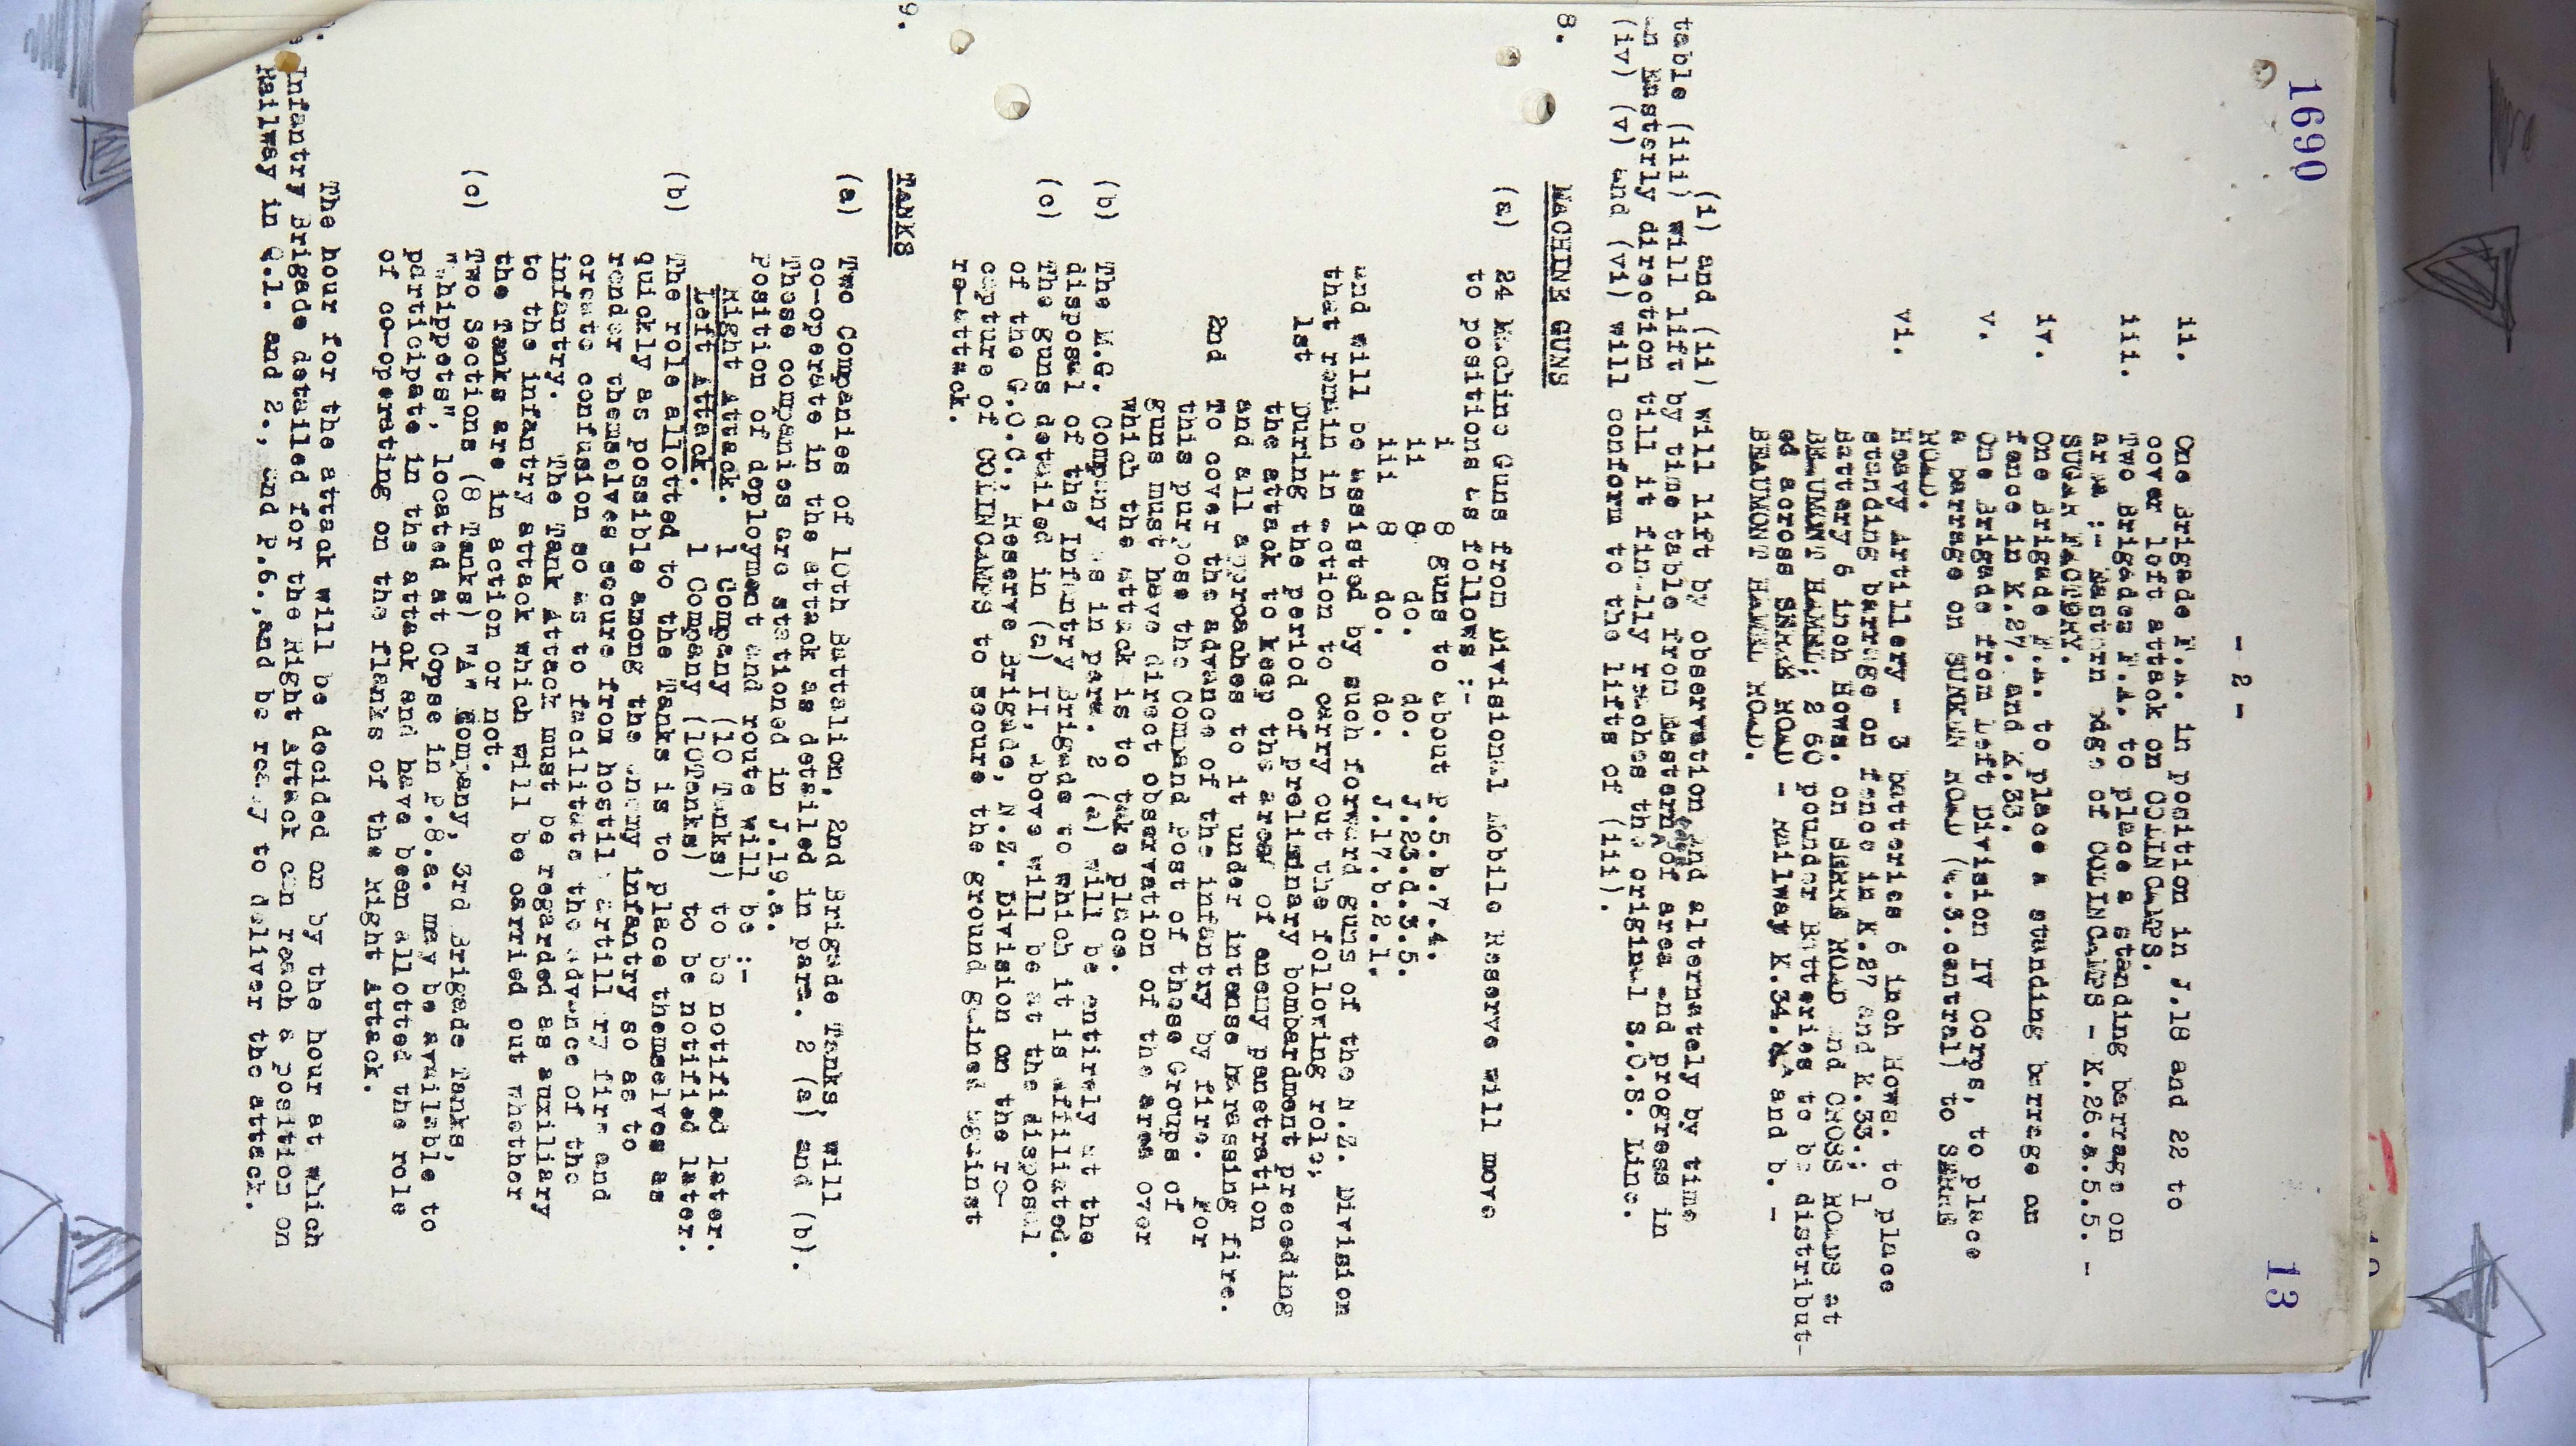 1690
13
- 2 -
ii. One Brigade F.A. in position in J.18 and 22 to
cover left attack on COLINCAMPS.
iii. Two Brigades F.A. to place a standing barrage on
area :- Eastern edge of COLINCAMPS - K.26.a.5.5. -
SUGAR FACTORY.
iv. One Brigade F.A. to place a standing barrage on
fence in K.27. and K.33.
v. One Brigade from Left Division IV Corps, to place
a barrage on SUNKEN ROAD (W.3.central) to SERRE
ROAD.
vi. Heavy Artillery - 3 batteries 6 inch Hows. to place
standing barrage on fence in K.27 and K.33.; 1
Battery 6 inch Hows. on SERRE ROAD and CROSS ROADS at
BEAUMONT HAMEL; 2 60 pounder Batteries to be distribut-
ed across SERRE ROAD - Railway K.34. and b. -
BEAUMONT HAMEL ROAD.
(i) and (ii) will lift by observation and alternately by time
table (iii) will lift by time table from Eastern of area and progress in
an Easterly direction till it finally reaches the original S.O.S. Line.
(iv) (v) and (vi) will conform to the lifts of (iii).
8. MACHINE GUNS
(a) 24 Machine Guns from Divisional Mobile Reserve will move
to positions as follows :-
i 8 guns to about P.5.b.7.4.
ii 8 do. do. J.23.d.3.5.
iii 8 do. do. J.17.b.2.1.
and will be assisted by such forward guns of the N.Z. Division
that remain in action to carry out the following role;
1st During the period of preliminary bombardment preceding
the attack to keep the area of enemy penetration
and all approaches to it under intense harassing fire.
2nd To cover the advance of the infantry by fire. For
this purpose the Command Post of these Groups of
guns must have direct observation of the area over
which the attack is to take place.
(b) The M.G. Company as in para. 2 (a) will be entirely at the
disposal of the Infantry Brigade to which it is affiliated.
(c) The guns detailed in (a) II, above will be at the disposal
of the G.O.C., Reserve Brigade, N.Z. Division on the re-
capture of COLINCAMPS to secure the ground gained against
re-attack.
9. TANKS
(a) Two Companies of 10th Battalion, 2nd Brigade Tanks, will
co-operate in the attack as detailed in para. 2 (a) and (b).
These companies are stationed in J.19.a.
Position of deployment and route will be :-
Right Attack. 1 Company (10 Tanks) to be notified later.
Left Attack. 1 Company (10Tanks) to be notified later.
(b) The role allotted to the Tanks is to place themselves as
quickly as possible among the enemy infantry so as to
render themselves secure from hostile artillery fire and
create confusion so as to facilitate the advance of the
infantry. The Tank Attack must be regarded as auxiliary
to the infantry attack which will be carried out whether
the Tanks are in action or not.
(c) Two Sections (8 Tanks) "A" Company, 3rd Brigade Tanks,
"Whippets", located at Copse in P.8.a. may be available to
participate in the attack and have been allotted the role
of co-operating on the flanks of the Right Attack.
The hour for the attack will be decided on by the hour at which
Infantry Brigade detailed for the Right Attack can reach a position on
Railway in Q.1. and 2., and P.6.,and be ready to deliver the attack.